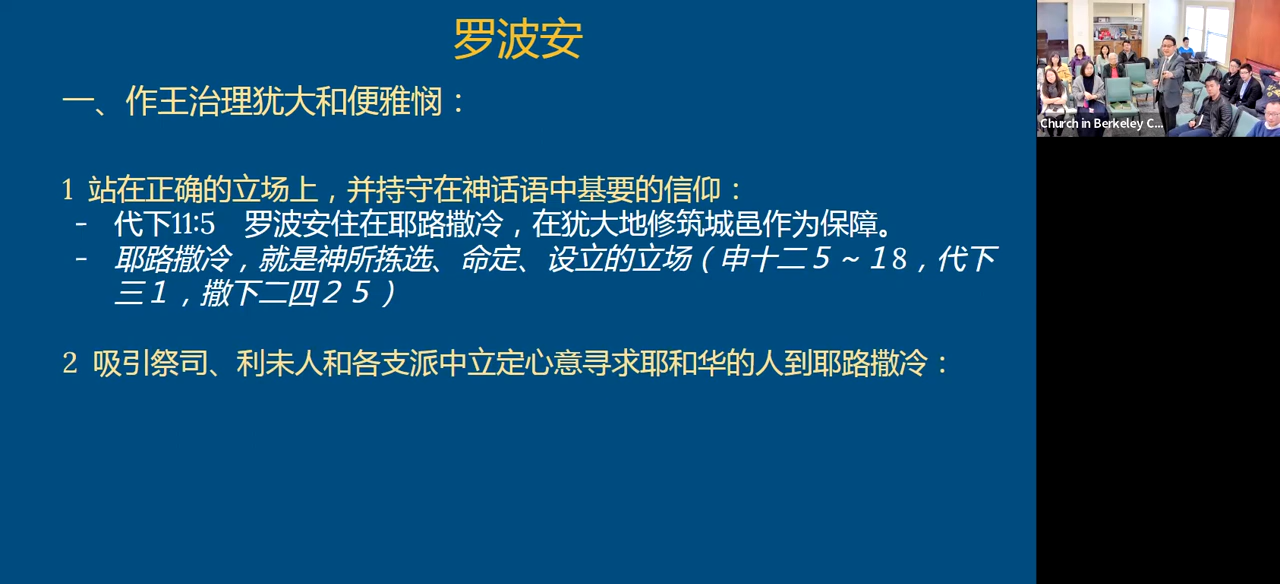 罗波安
一、作王治理犹大和便雅悯：
1 站在正确的立场上，并持守在神话语中基要的信仰：
- 代下11:5 罗波安住在耶路撒冷，在犹大地修筑城邑作为保障。
- 耶路撒冷，就是神所拣选、命定、设立的立场（申十二５～１8，代下
三１，撒下二四２５）
2 吸引祭司、利未人和各支派中立定心意寻求耶和华的人到耶路撒冷：
Church in Berkeley C...